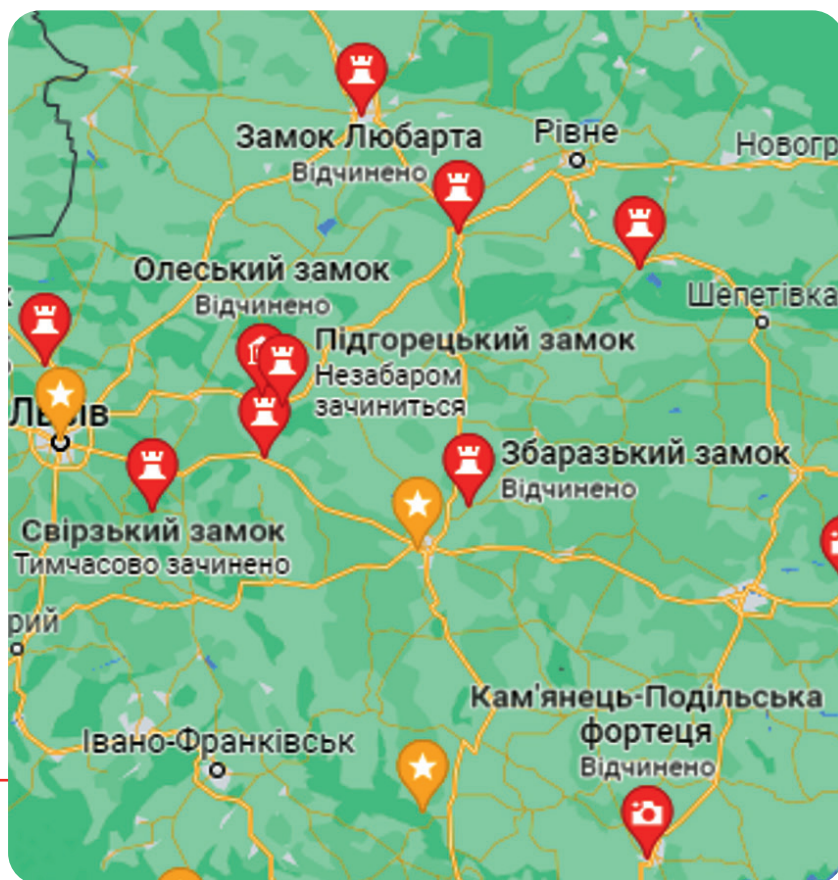 Замок Любарта
Відчинено
Рівне
Новогр
Олеський замок
Відчинено
Шепетівка
Підгорецький замок
Незабаром
зачиниться
Львів
Збаразький замок
Відчинено
Свірзький замок
Тимчасово зачинено
рий
Кам'янець-Подільська
фортеця
Відчинено
Івано-Франківськ